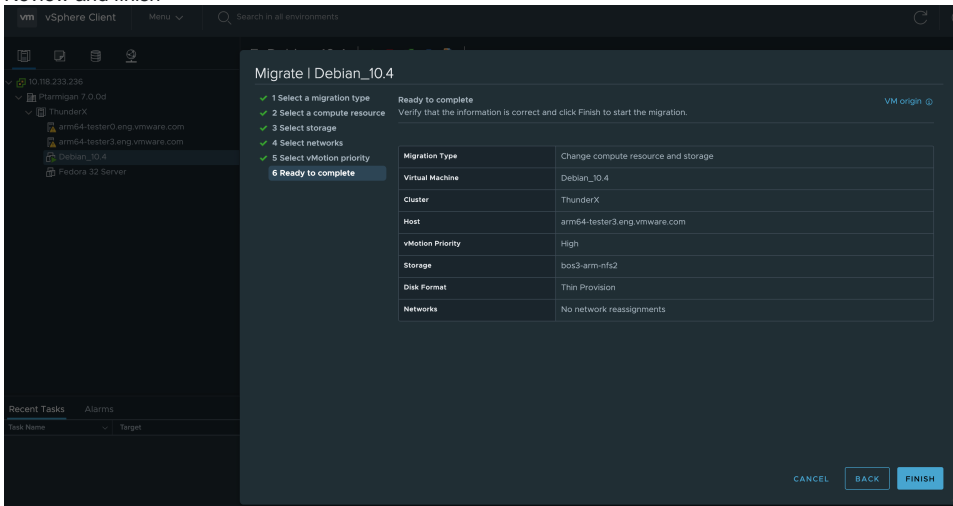 Review and finish
vm vSphere Client Menu Search in all environments
10.118.233.236
Ptarmigan 7.0.0d
ThunderX
arm64-tester0.eng.vmware.com
arm64-tester3.eng.vmware.com
Debian_10.4
Fedora 32 Server
Migrate | Debian_10.4
1 Select a migration type
2 Select a compute resource
3 Select storage
4 Select networks
5 Select vMotion priority
6 Ready to complete
Ready to complete
VM origin
Verify that the information is correct and click Finish to start the migration.
Migration Type Change compute resource and storage
Virtual Machine Debian_10.4
Cluster ThunderX
Host arm64-tester3.eng.vmware.com
vMotion Priority High
Storage bos3-arm-nfs2
Disk Format Thin Provision
Networks No network reassignments
Recent Tasks Alarms
Task Name Target
CANCEL BACK FINISH